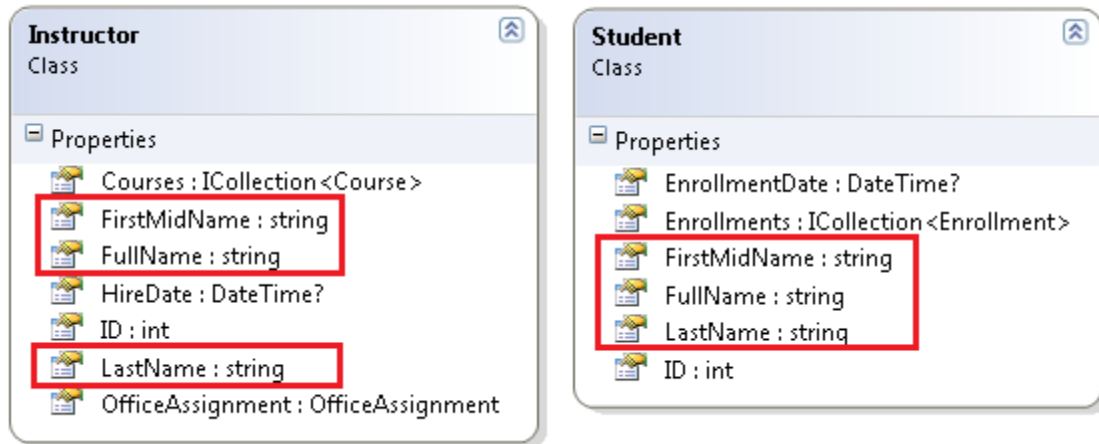 Instructor
Class
Properties
Courses : ICollection<Course>
FirstMidName : string
FullName : string
HireDate : DateTime?
ID : int
LastName : string
OfficeAssignment : OfficeAssignment
Student
Class
Properties
EnrollmentDate : DateTime?
Enrollments : ICollection<Enrollment>
FirstMidName : string
FullName : string
LastName : string
ID : int